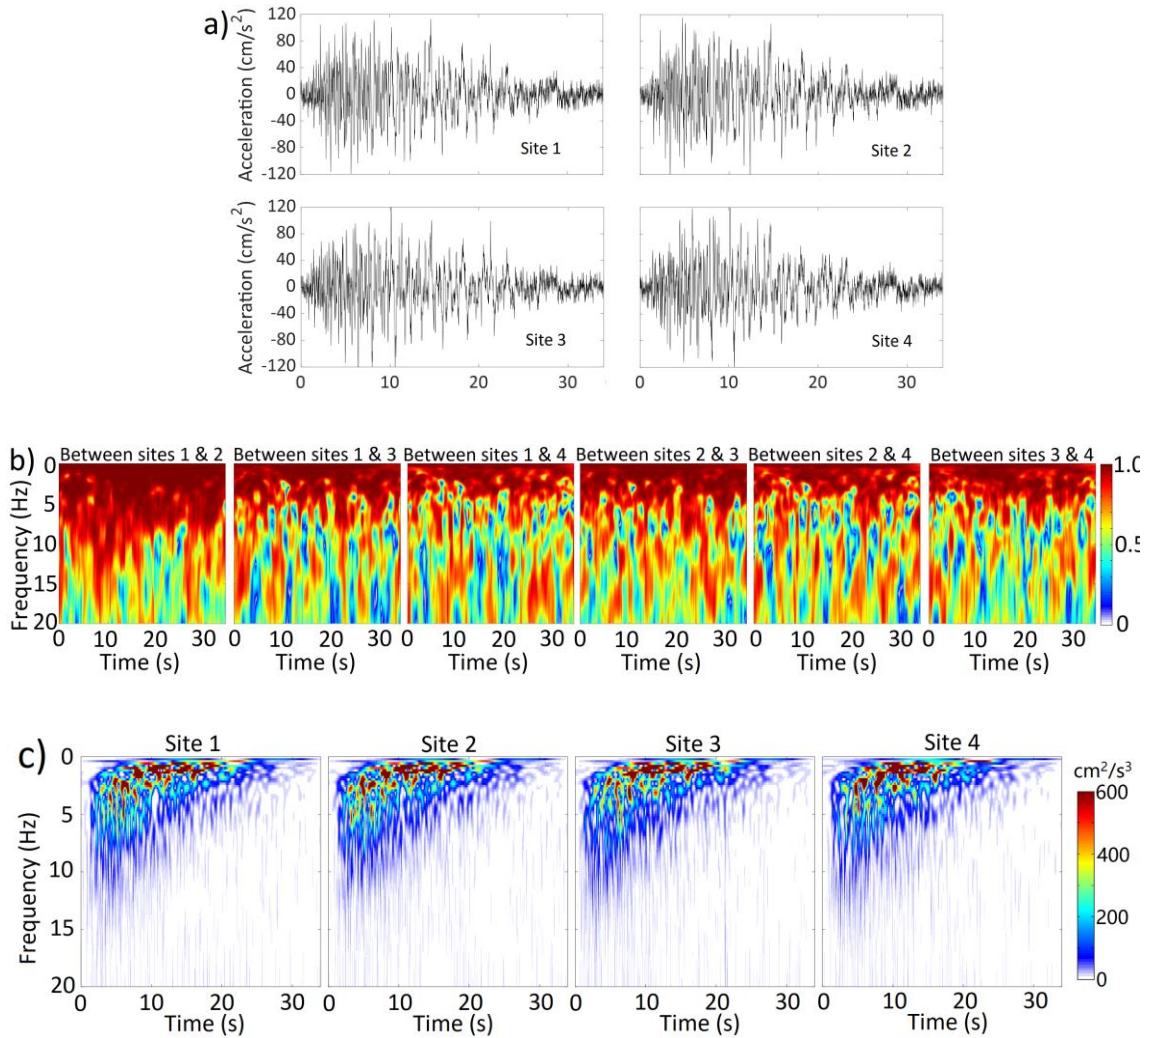 a)
120
80
40
0
-40
-80
-120
Acceleration (cm/s²)
Site 1
Site 2
120
80
40
0
-40
-80
-120
Acceleration (cm/s²)
Site 3
Site 4
0 10 20 30
0 10 20 30
b)
Between sites 1 & 2 Between sites 1 & 3 Between sites 1 & 4 Between sites 2 & 3 Between sites 2 & 4 Between sites 3 & 4
0
5
10
15
20
Frequency (Hz)
1.0
0.5
0
0 10 20 30 0 10 20 30 0 10 20 30 0 10 20 30 0 10 20 30 0 10 20 30
Time (s) Time (s) Time (s) Time (s) Time (s) Time (s)
c)
Site 1 Site 2 Site 3 Site 4
0
5
10
15
20
Frequency (Hz)
cm²/s³
600
400
200
0
0 10 20 30 0 10 20 30 0 10 20 30 0 10 20 30
Time (s) Time (s) Time (s) Time (s)